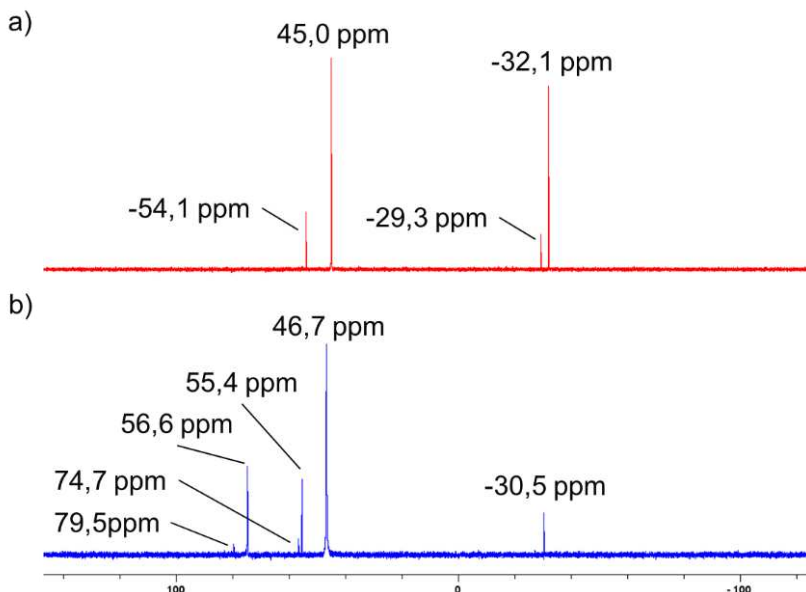 a)
45,0 ppm
-32,1 ppm
-54,1 ppm
-29,3 ppm
b)
46,7 ppm
55,4 ppm
56,6 ppm
74,7 ppm
79,5ppm
-30,5 ppm
100 0 -100